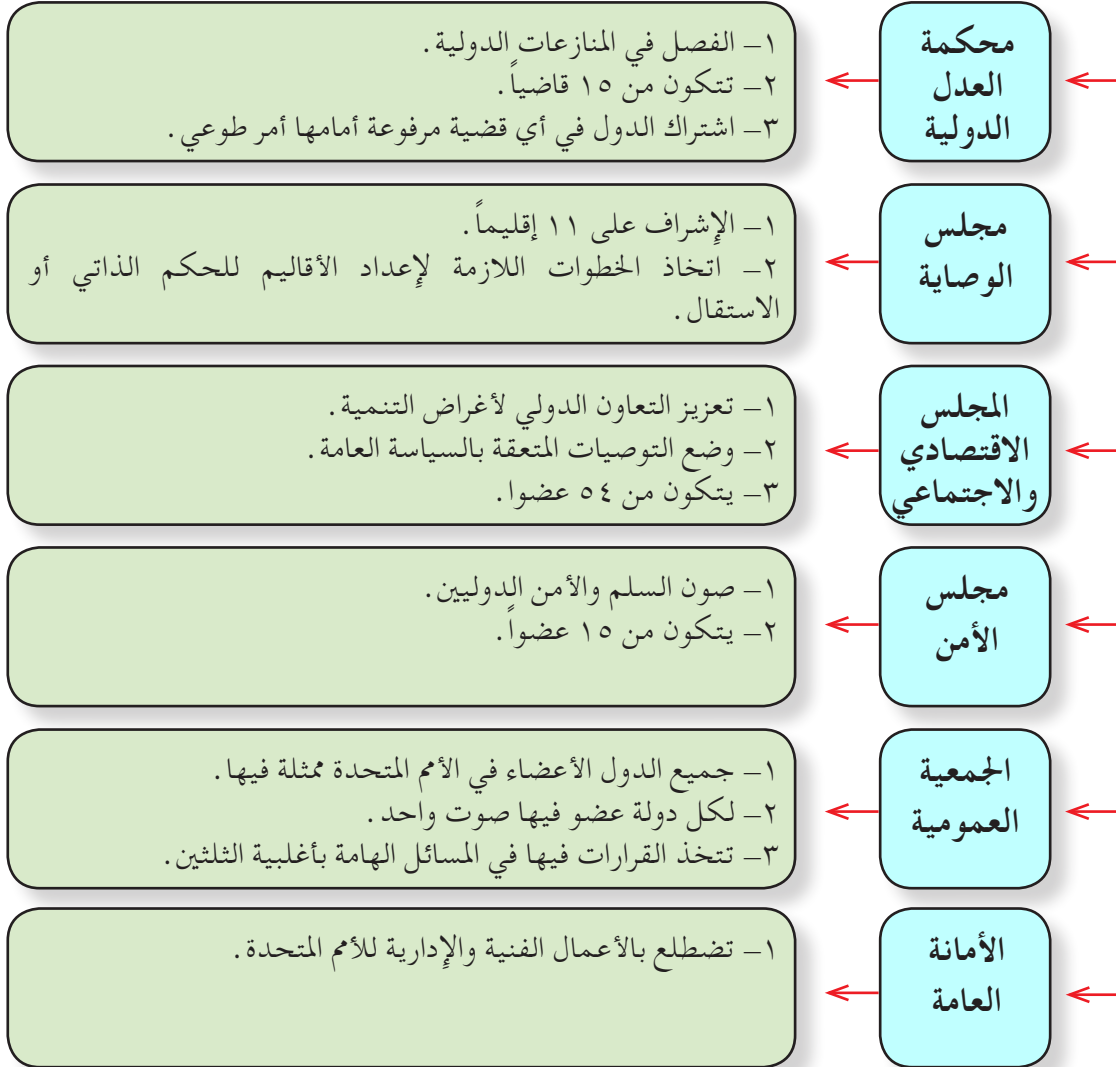 محكمة
العدل
الدولية
١– الفصل في المنازعات الدولية.
٢– تتكون من ١٥ قاضياً.
٣– اشتراك الدول في أي قضية مرفوعة أمامها أمر طوعي.
مجلس
الوصاية
١– الإشراف على ١١ إقليماً.
٢– اتخاذ الخطوات اللازمة لإعداد الأقاليم للحكم الذاتي أو
الاستقال.
المجلس
الاقتصادي
والاجتماعي
١– تعزيز التعاون الدولي لأغراض التنمية.
٢– وضع التوصيات المتعقة بالسياسة العامة.
٣– يتكون من ٥٤ عضوا.
مجلس
الأمن
١– صون السلم والأمن الدوليين.
٢– يتكون من ١٥ عضواً.
الجمعية
العمومية
١– جميع الدول الأعضاء في الأمم المتحدة ممثلة فيها.
٢– لكل دولة عضو فيها صوت واحد.
٣– تتخذ القرارات فيها في المسائل الهامة بأغلبية الثلثين.
الأمانة
العامة
١– تضطلع بالأعمال الفنية والإدارية للأمم المتحدة.